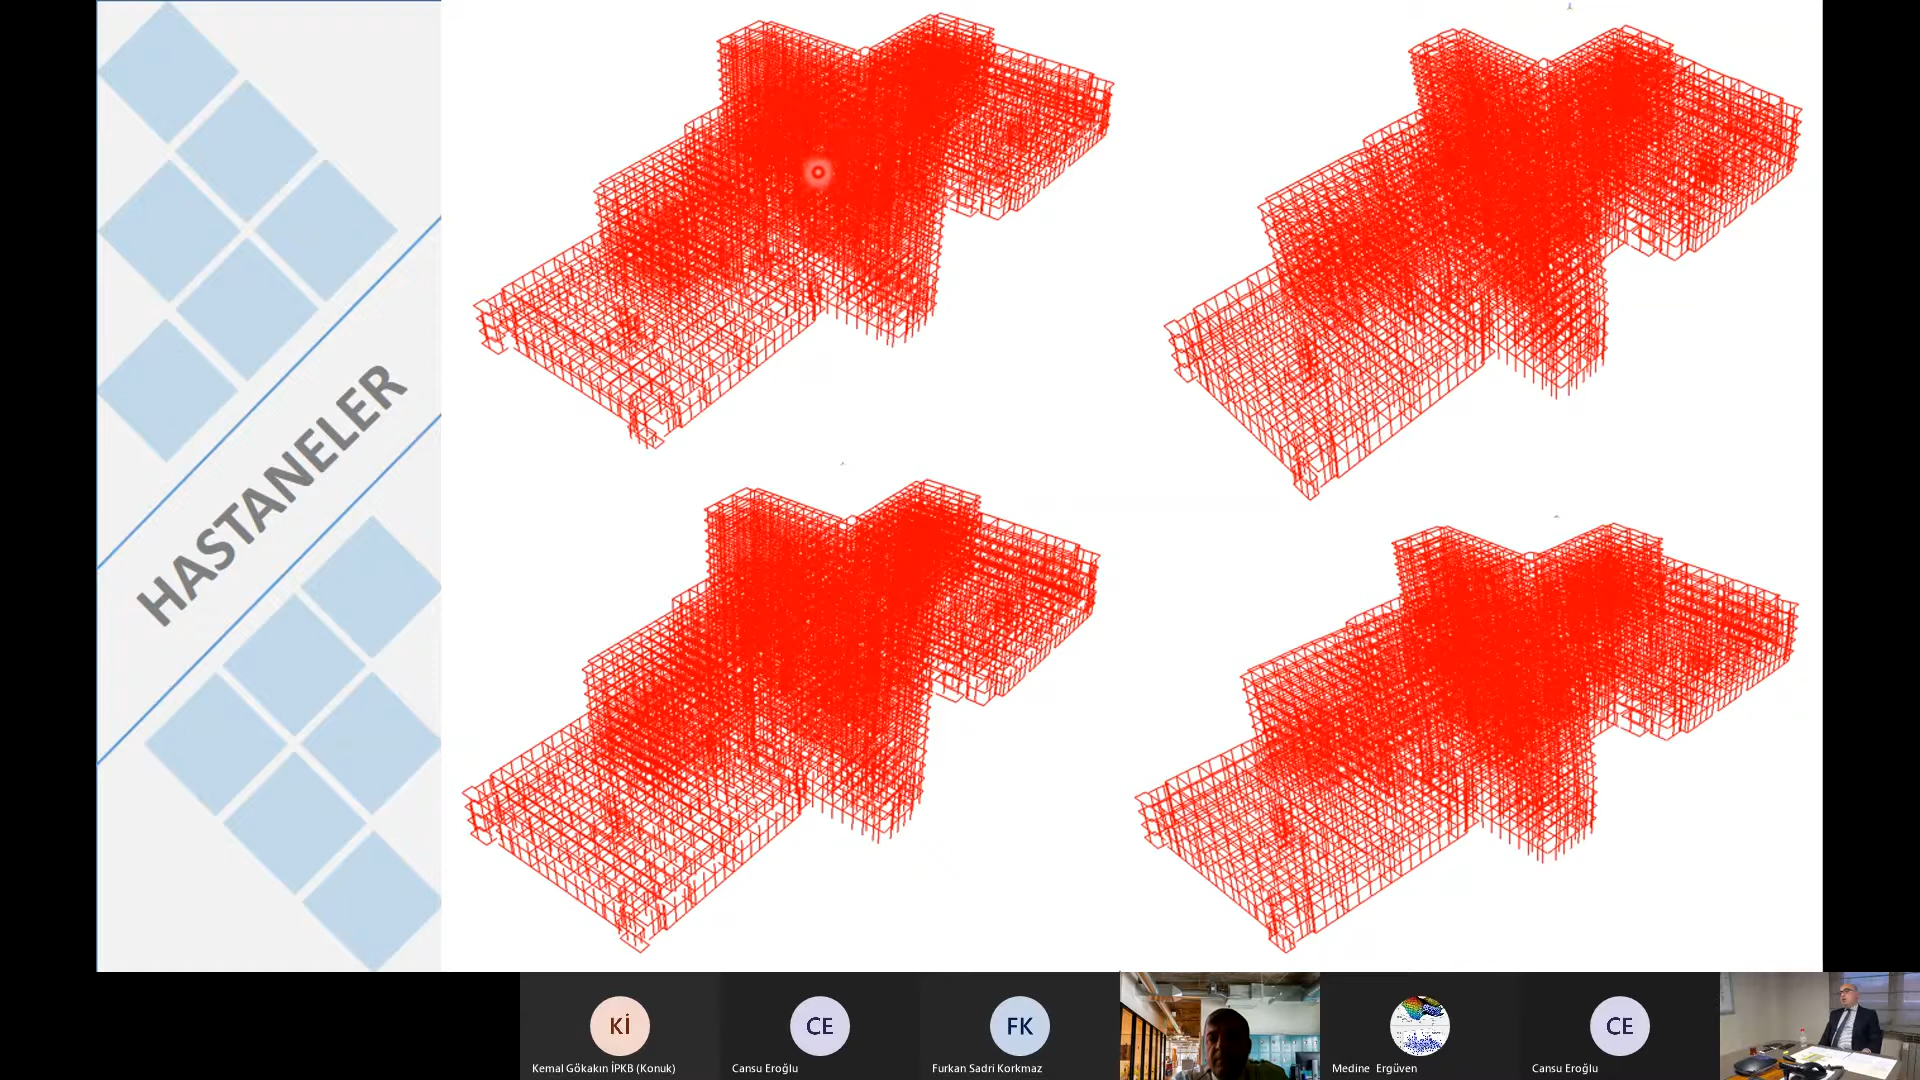 HASTANELER
Kİ
CE
FK
CE
Kemal Gökakın İPKB (Konuk)
Cansu Eroğlu
Furkan Sadri Korkmaz
Medine Ergüven
Cansu Eroğlu